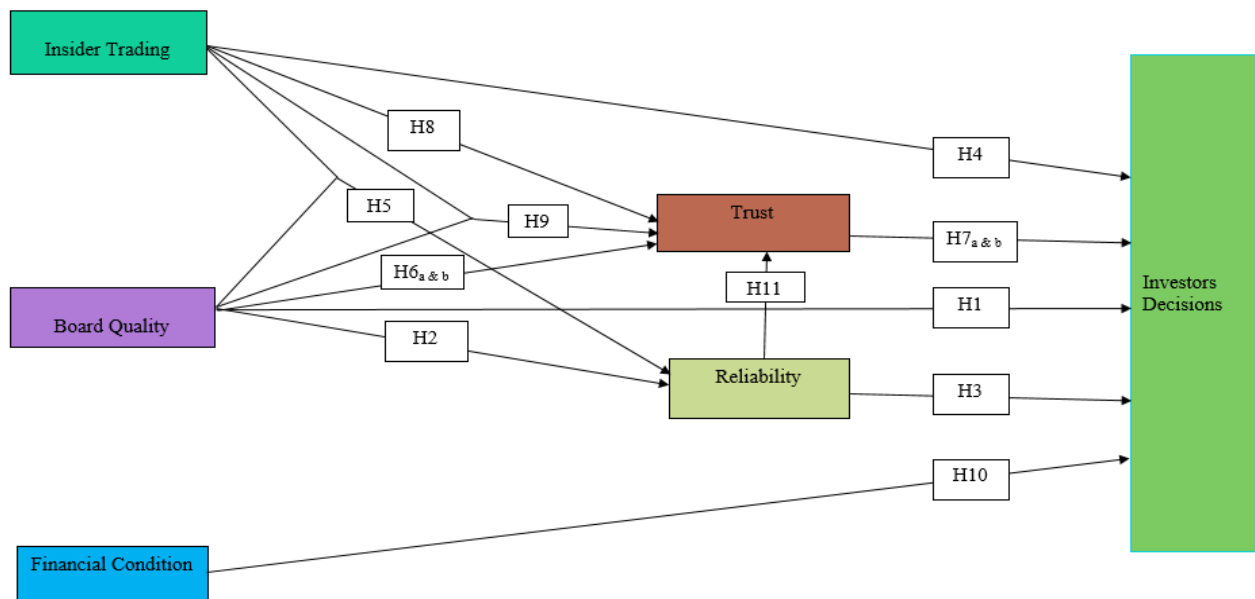 Insider Trading
H8
H4
H5
Trust
H9
H7a & b
H6a & b
H11
Investors
Decisions
Board Quality
H1
H2
Reliability
H3
H10
Financial Condition